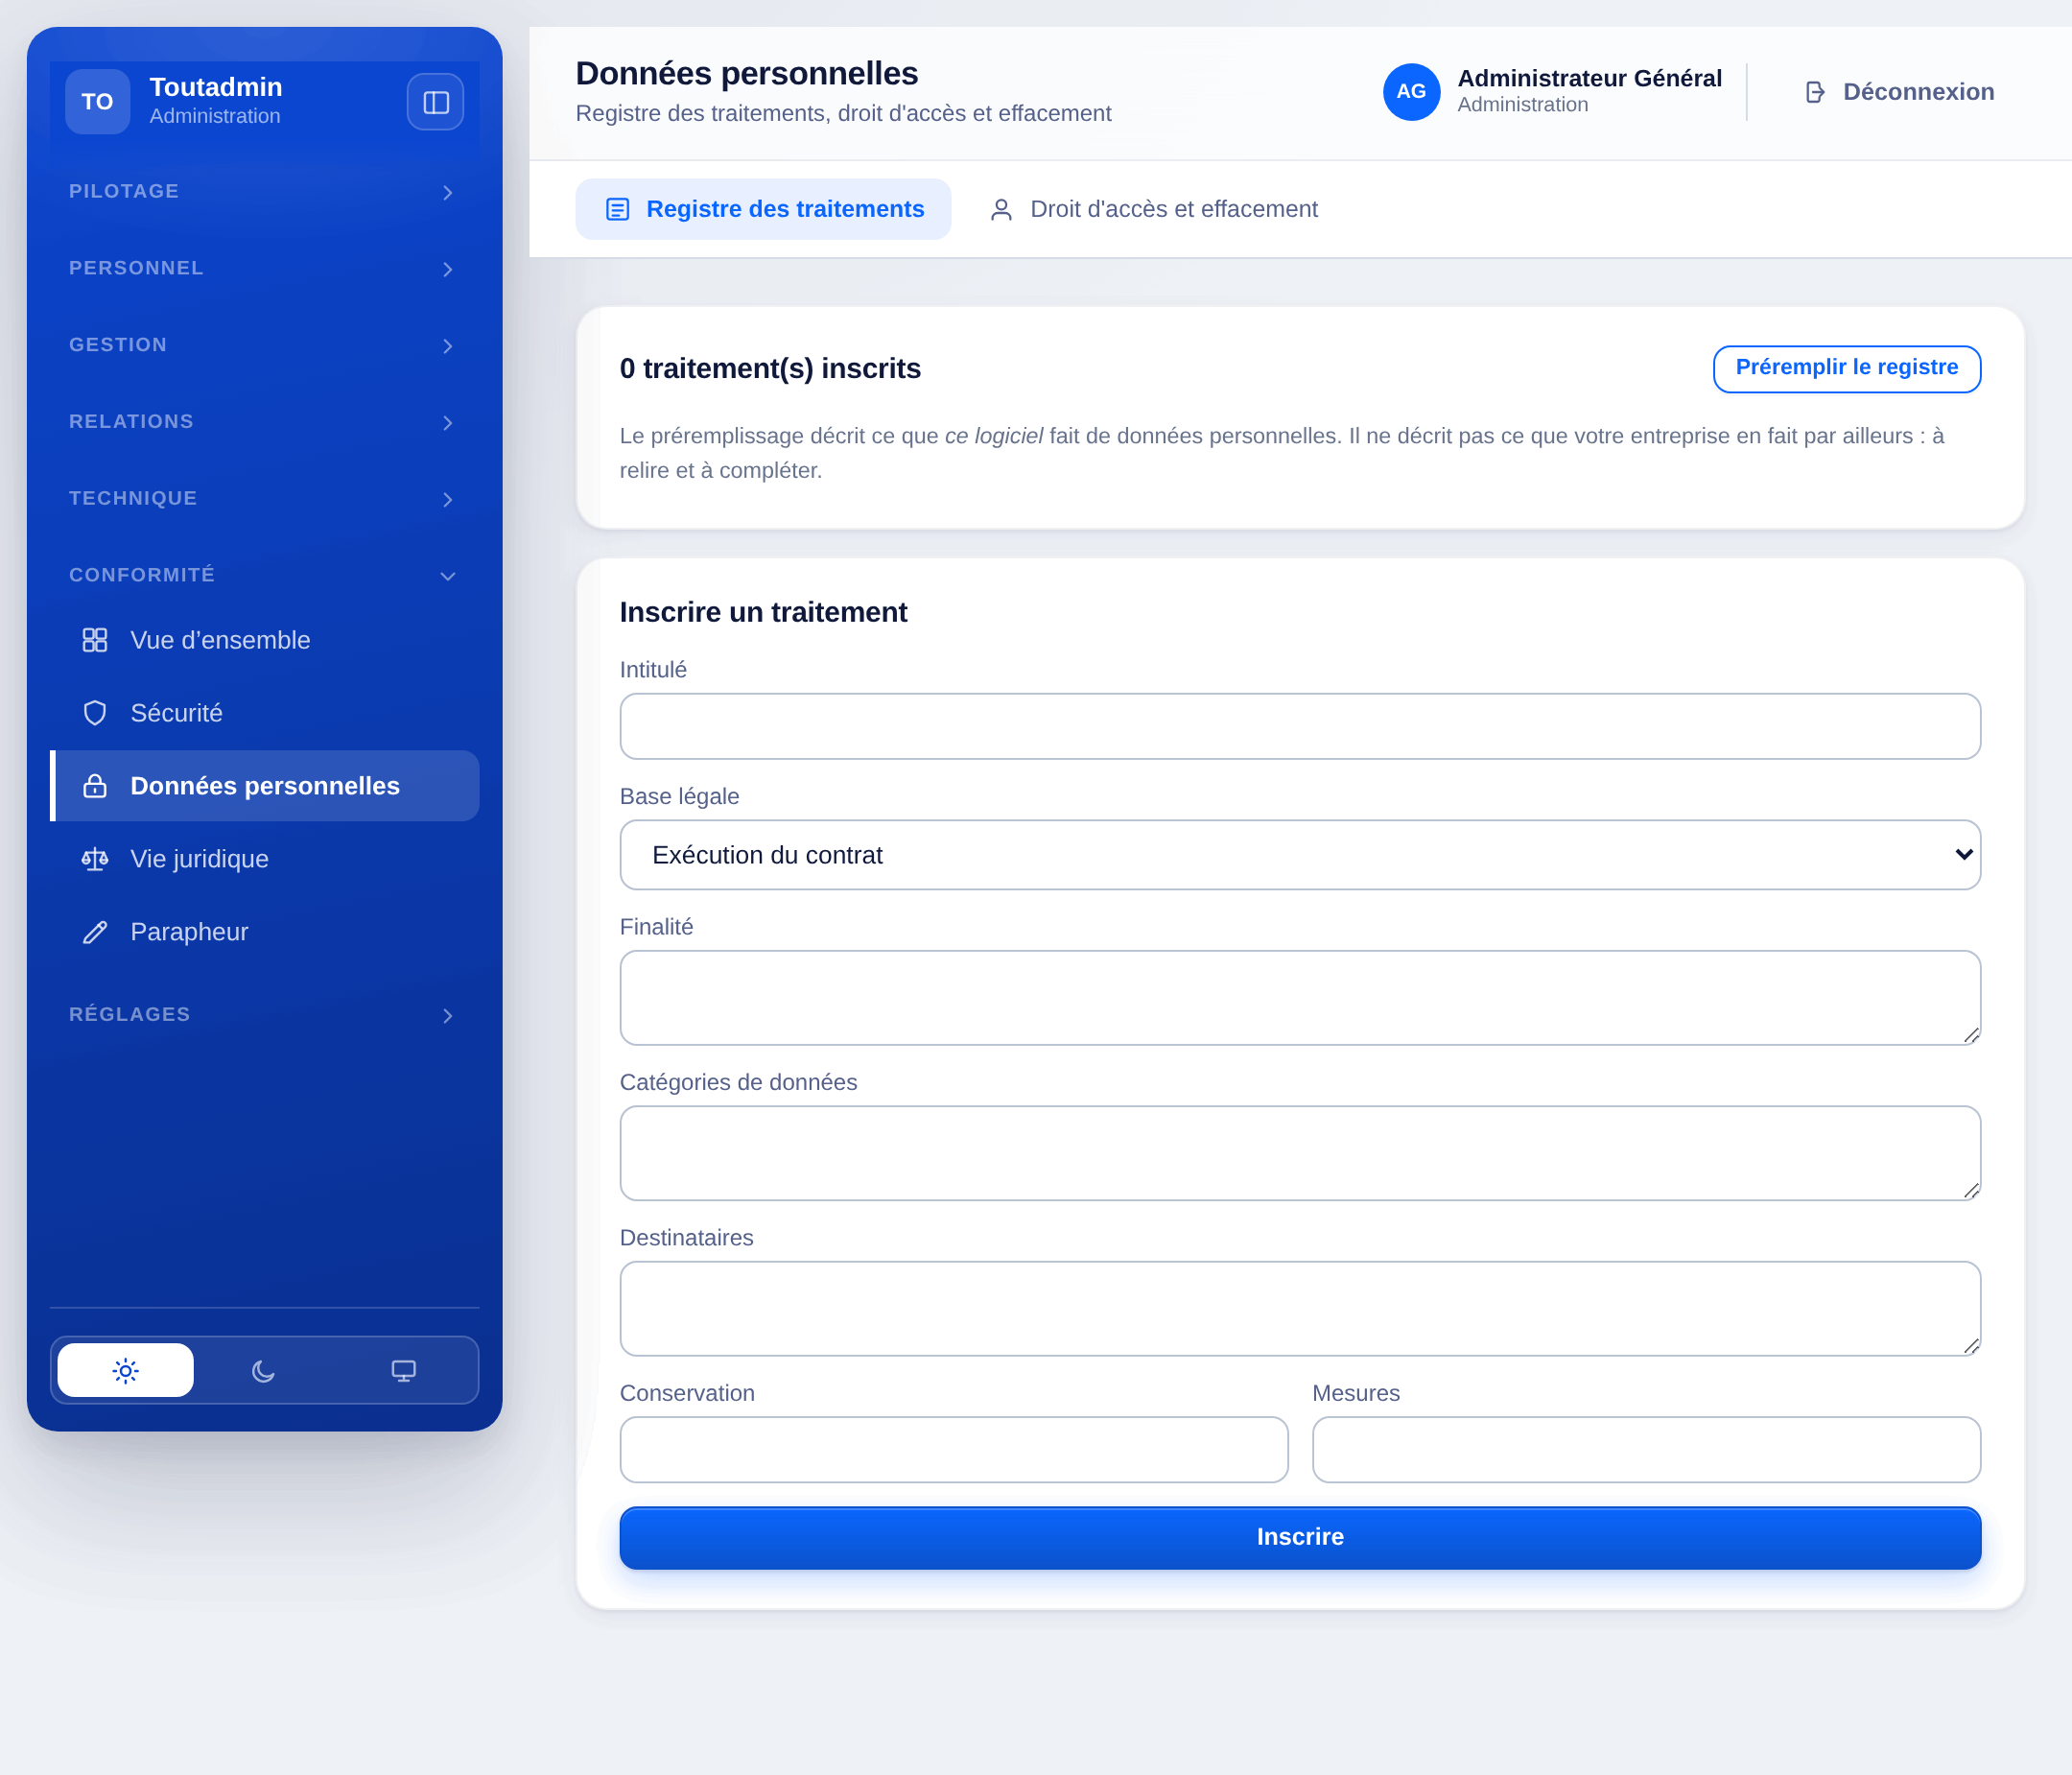 TO
Toutadmin
Administration
PILOTAGE
PERSONNEL
GESTION
RELATIONS
TECHNIQUE
CONFORMITÉ
Vue d’ensemble
Sécurité
Données personnelles
Vie juridique
Parapheur
RÉGLAGES
Données personnelles
Registre des traitements, droit d'accès et effacement
AG
Administrateur Général
Administration
Déconnexion
Registre des traitements
Droit d'accès et effacement
0 traitement(s) inscrits
Préremplir le registre
Le préremplissage décrit ce que ce logiciel fait de données personnelles. Il ne décrit pas ce que votre entreprise en fait par ailleurs : à
relire et à compléter.
Inscrire un traitement
Intitulé
Base légale
Exécution du contrat
Finalité
Catégories de données
Destinataires
Conservation
Mesures
Inscrire